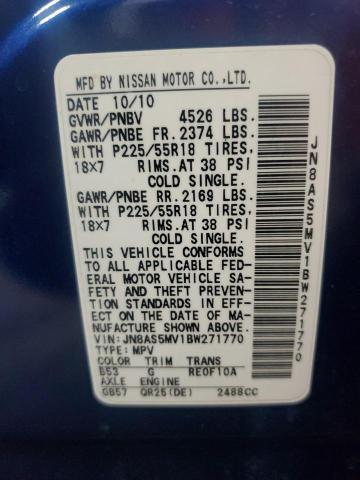 MFD BY NISSAN MOTOR CO.,LTD.
DATE 10/10
GVWR/PNBV 4526 LBS.
GAWR/PNBE FR. 2374 LBS.
WITH P225/55R18 TIRES,
18X7 RIMS.AT 38 PSI
COLD SINGLE.
GAWR/PNBE RR. 2169 LBS.
WITH P225/55R18 TIRES,
18X7 RIMS.AT 38 PSI
COLD SINGLE.
THIS VEHICLE CONFORMS
TO ALL APPLICABLE FED-
ERAL MOTOR VEHICLE SA-
FETY AND THEFT PREVEN-
TION STANDARDS IN EFF-
ECT ON THE DATE OF MA-
NUFACTURE SHOWN ABOVE.
VIN:JN8AS5MV1BW271770
TYPE:MPV
COLOR TRIM TRANS
B53 G RE0F10A
AXLE ENGINE
GB57 QR25(DE) 2488CC
JN8AS5MV1BW271770